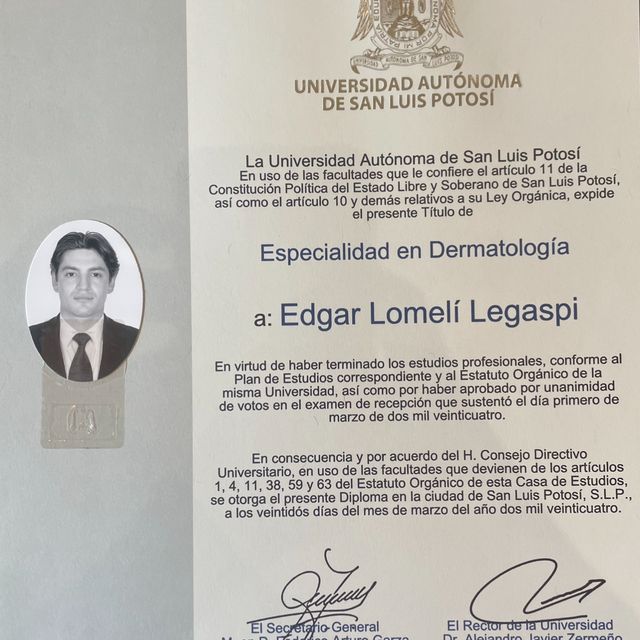 UNIVERSIDAD AUTÓNOMA
DE SAN LUIS POTOSÍ
La Universidad Autónoma de San Luis Potosí
En uso de las facultades que le confiere el artículo 11 de la
Constitución Política del Estado Libre y Soberano de San Luis Potosí,
así como el artículo 10 y demás relativos a su Ley Orgánica, expide
el presente Título de
Especialidad en Dermatología
a: Edgar Lomelí Legaspi
En virtud de haber terminado los estudios profesionales, conforme al
Plan de Estudios correspondiente y al Estatuto Orgánico de la
misma Universidad, así como por haber aprobado por unanimidad
de votos en el examen de recepción que sustentó el día primero de
marzo de dos mil veinticuatro.
En consecuencia y por acuerdo del H. Consejo Directivo
Universitario, en uso de las facultades que devienen de los artículos
1, 4, 11, 38, 59 y 63 del Estatuto Orgánico de esta Casa de Estudios,
se otorga el presente Diploma en la ciudad de San Luis Potosí, S.L.P.,
a los veintidós días del mes de marzo del año dos mil veinticuatro.
El Secretario General
El Rector de la Universidad
Dr. Alejandro Javier Zermeño